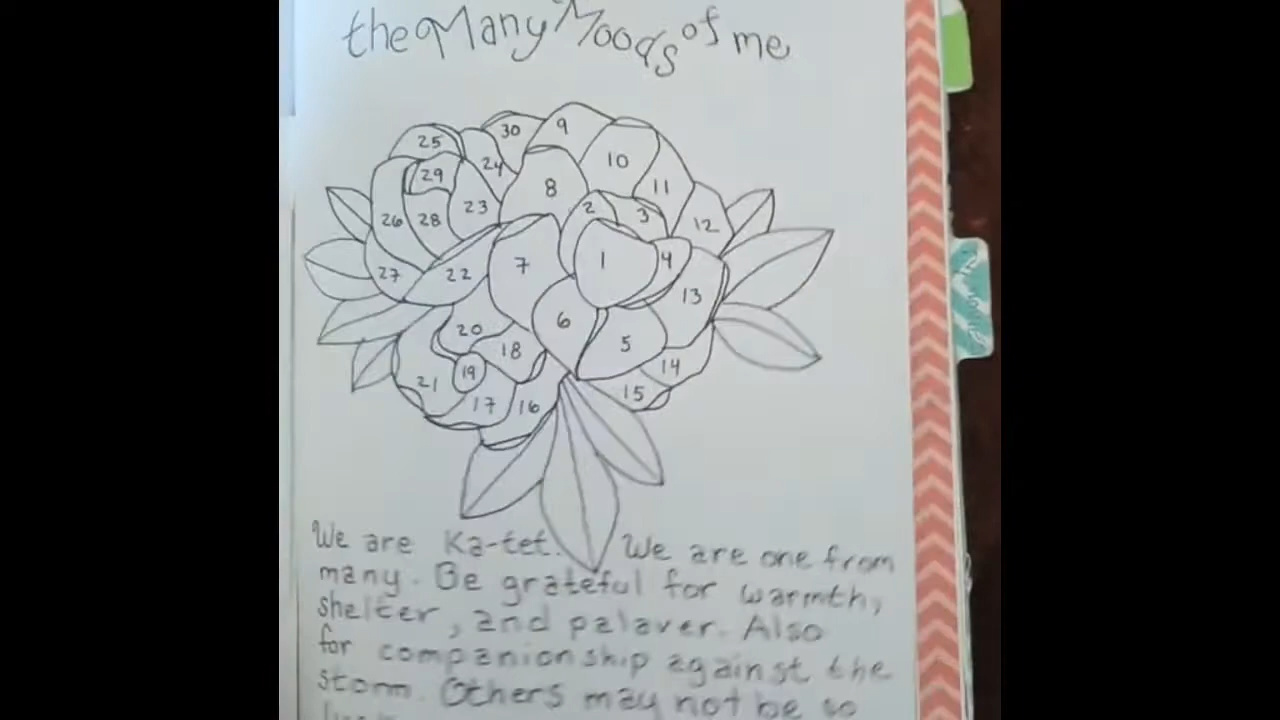 the Many Moods of me
30 9
25
24 10
29 8 11
26 28 23 2 3 12
27 22 7 1 4 13
20 6 5
18
21 19 14
17 16 15
We are Ka-tet. We are one from
many. Be grateful for warmth,
shelter, and palaver. Also
for companionship against the
storm. Others may not be so